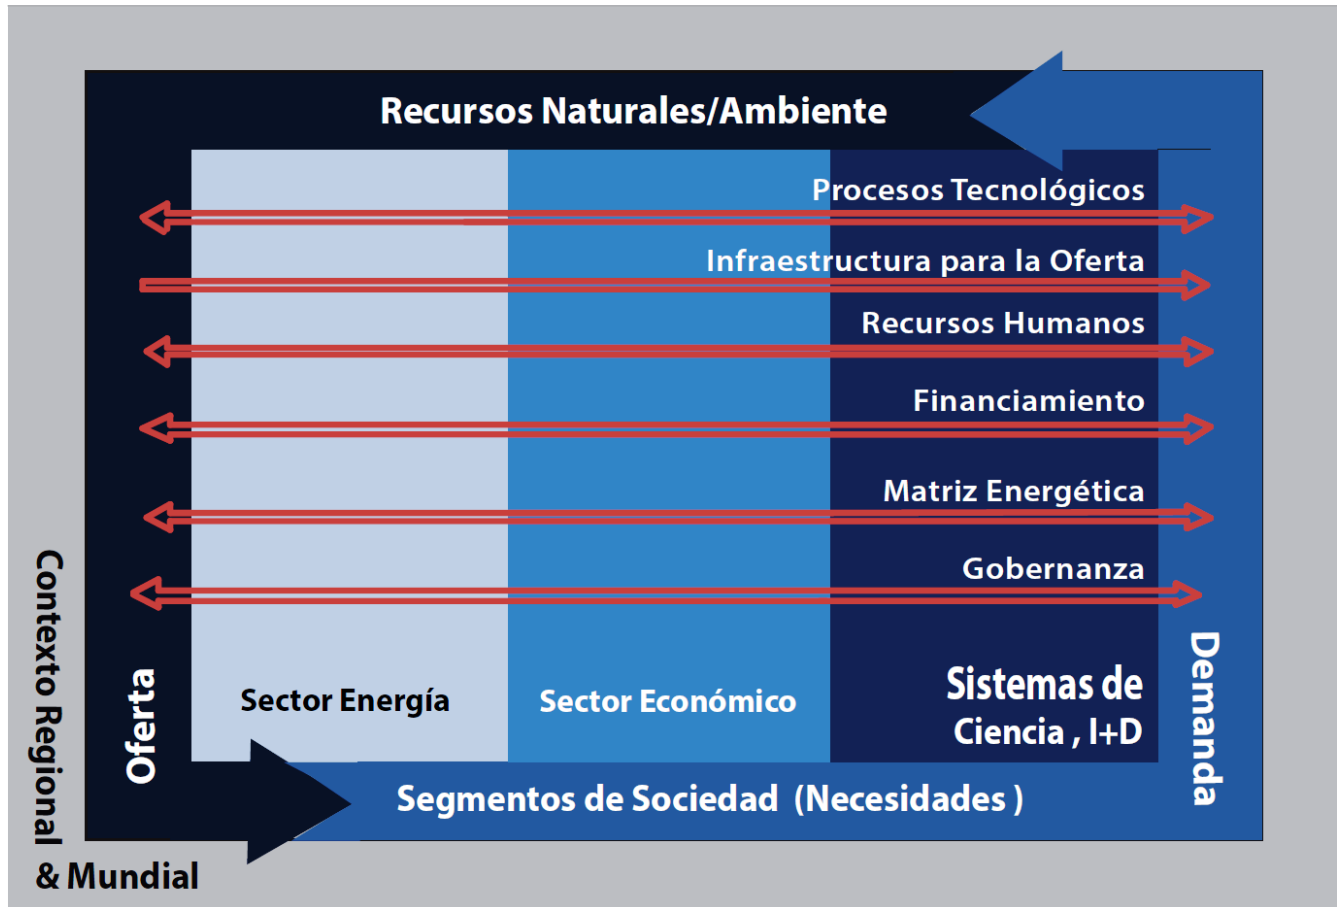 Recursos Naturales/Ambiente
Procesos Tecnológicos
Infraestructura para la Oferta
Recursos Humanos
Financiamiento
Matriz Energética
Gobernanza
Contexto Regional
& Mundial
Oferta
Sector Energía
Sector Económico
Sistemas de
Ciencia , I+D
Demanda
Segmentos de Sociedad (Necesidades )